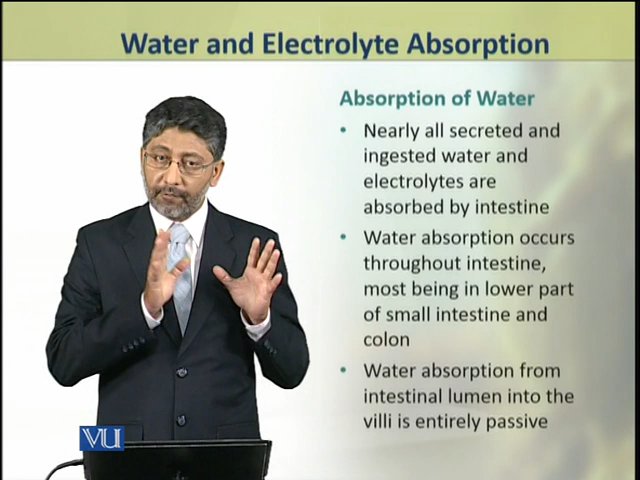 Water and Electrolyte Absorption
Absorption of Water
• Nearly all secreted and
ingested water and
electrolytes are
absorbed by intestine
• Water absorption occurs
throughout intestine,
most being in lower part
of small intestine and
colon
• Water absorption from
intestinal lumen into the
villi is entirely passive
VU